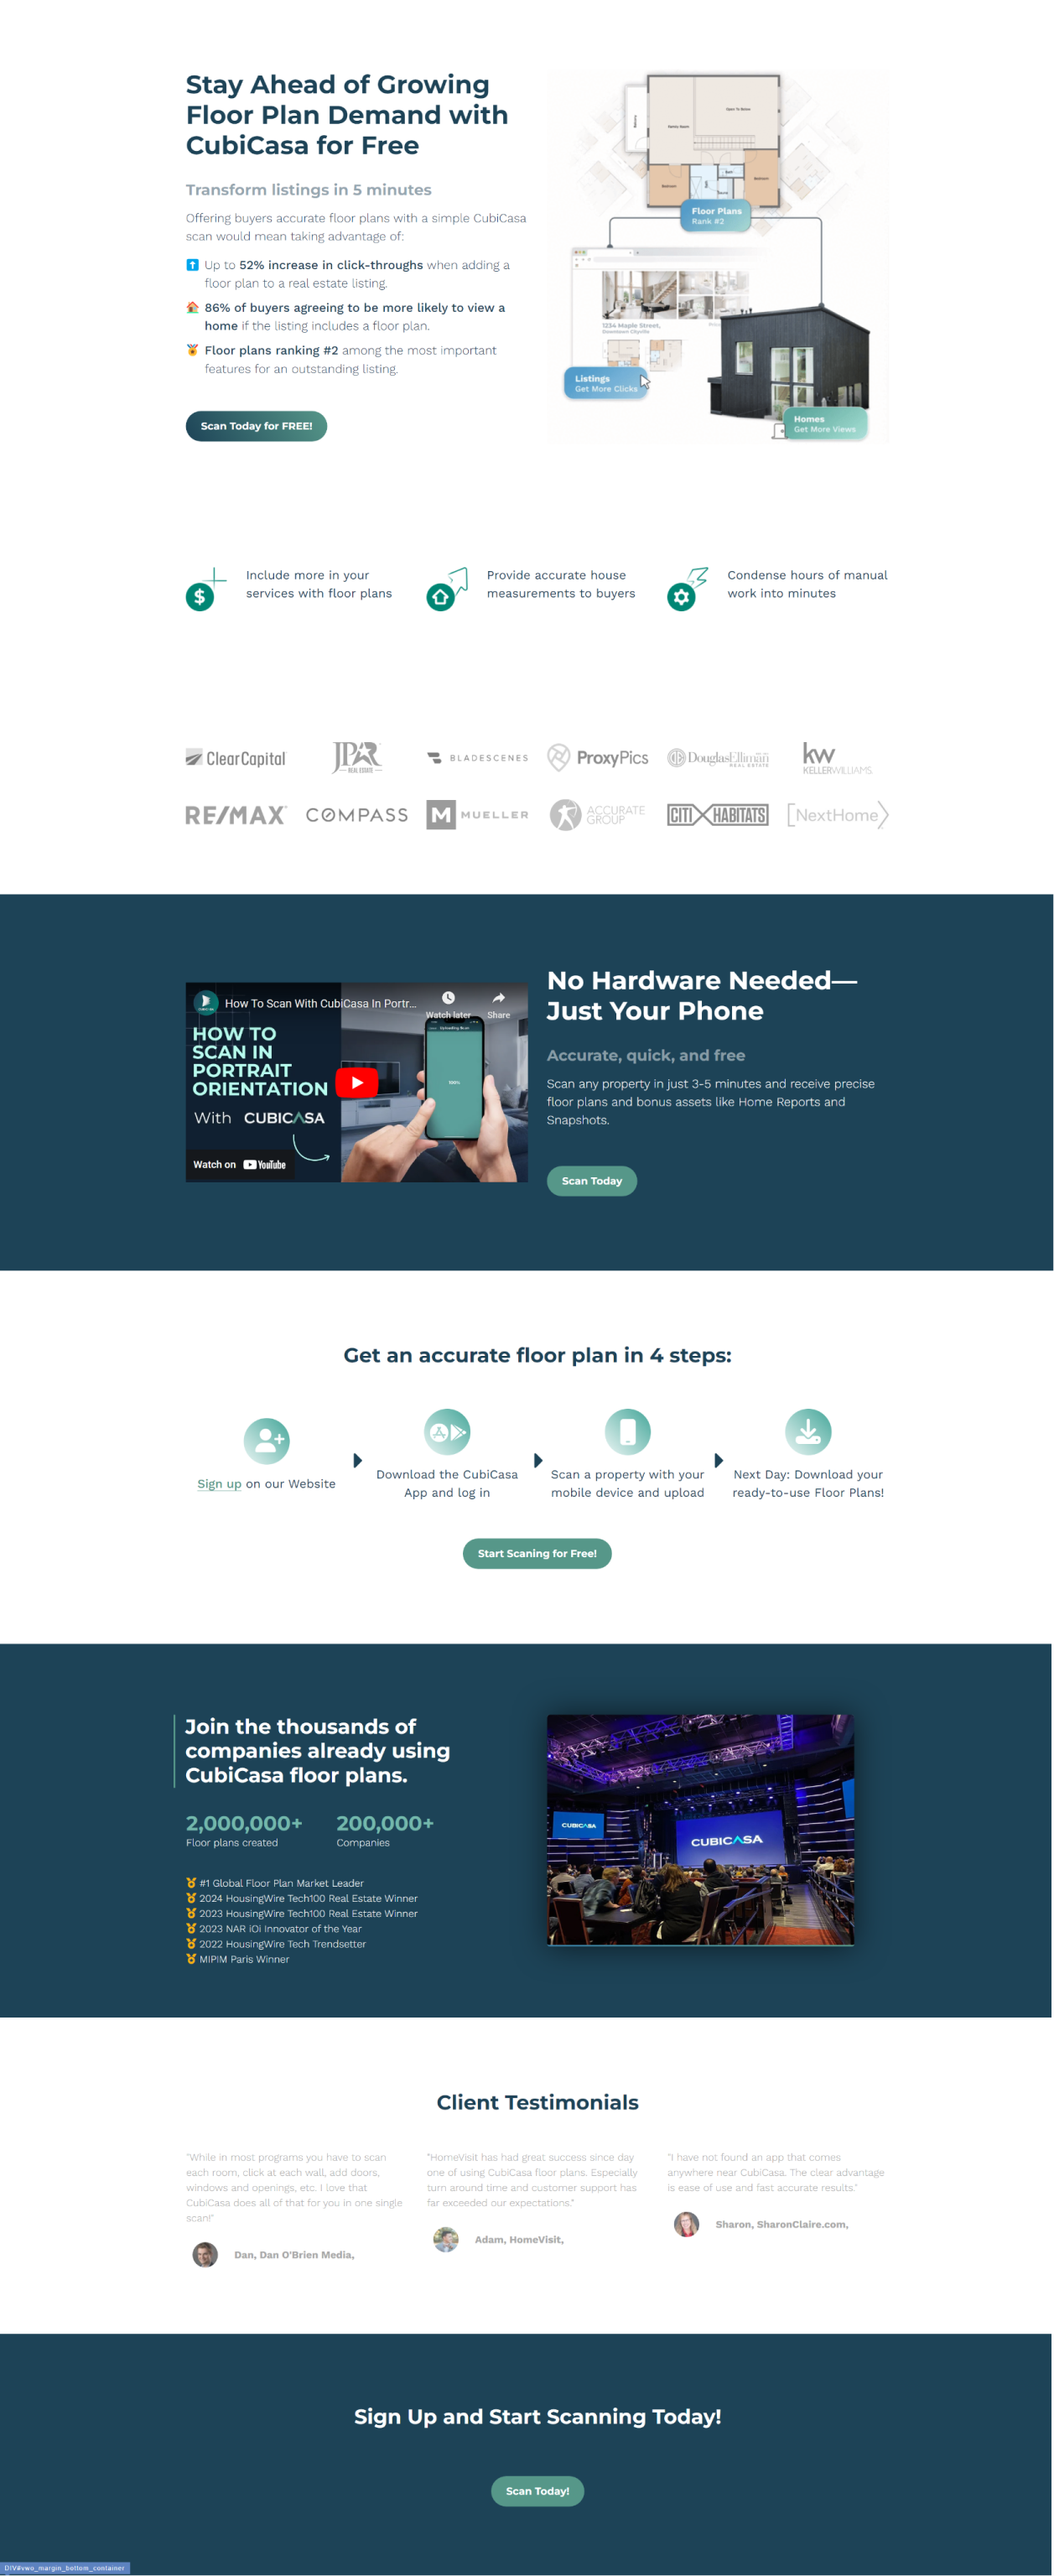 Stay Ahead of Growing
Floor Plan Demand with
CubiCasa for Free
Transform listings in 5 minutes
Offering buyers accurate floor plans with a simple CubiCasa
scan would mean taking advantage of:
Up to 52% increase in click-throughs when adding a
floor plan to a real estate listing.
86% of buyers agreeing to be more likely to view a
home if the listing includes a floor plan.
Floor plans ranking #2 among the most important
features for an outstanding listing.
Scan Today for FREE!
Open To Below
Family Room
Bedroom
Bedroom
Floor Plans
Rank #2
1234 Maple Street,
Downtown Cityville
Listings
Get More Clicks
Homes
Get More Views
Include more in your
services with floor plans
Provide accurate house
measurements to buyers
Condense hours of manual
work into minutes
ClearCapital
JPAR
REAL ESTATE
BLADESCENES
ProxyPics
DouglasElliman
REAL ESTATE
kw
KELLERWILLIAMS.
RE/MAX
COMPASS
M MUELLER
ACCURATE
GROUP
CITI HABITATS
NextHome
How To Scan With CubiCasa In Portr...
Watch later
Share
HOW TO
SCAN IN
PORTRAIT
ORIENTATION
With CUBICASA
Uploading Scan
100%
Watch on YouTube
No Hardware Needed—
Just Your Phone
Accurate, quick, and free
Scan any property in just 3-5 minutes and receive precise
floor plans and bonus assets like Home Reports and
Snapshots.
Scan Today
Get an accurate floor plan in 4 steps:
Sign up on our Website
Download the CubiCasa
App and log in
Scan a property with your
mobile device and upload
Next Day: Download your
ready-to-use Floor Plans!
Start Scaning for Free!
Join the thousands of
companies already using
CubiCasa floor plans.
2,000,000+
Floor plans created
200,000+
Companies
#1 Global Floor Plan Market Leader
2024 HousingWire Tech100 Real Estate Winner
2023 HousingWire Tech100 Real Estate Winner
2023 NAR iOi Innovator of the Year
2022 HousingWire Tech Trendsetter
MIPIM Paris Winner
CUBICASA
CUBICASA
Client Testimonials
"While in most programs you have to scan
each room, click at each wall, add doors,
windows and openings, etc. I love that
CubiCasa does all of that for you in one single
scan!"
Dan, Dan O'Brien Media,
"HomeVisit has had great success since day
one of using CubiCasa floor plans. Especially
turn around time and customer support has
far exceeded our expectations."
Adam, HomeVisit,
"I have not found an app that comes
anywhere near CubiCasa. The clear advantage
is ease of use and fast accurate results."
Sharon, SharonClaire.com,
Sign Up and Start Scanning Today!
Scan Today!
DIV#vwo_margin_bottom_container